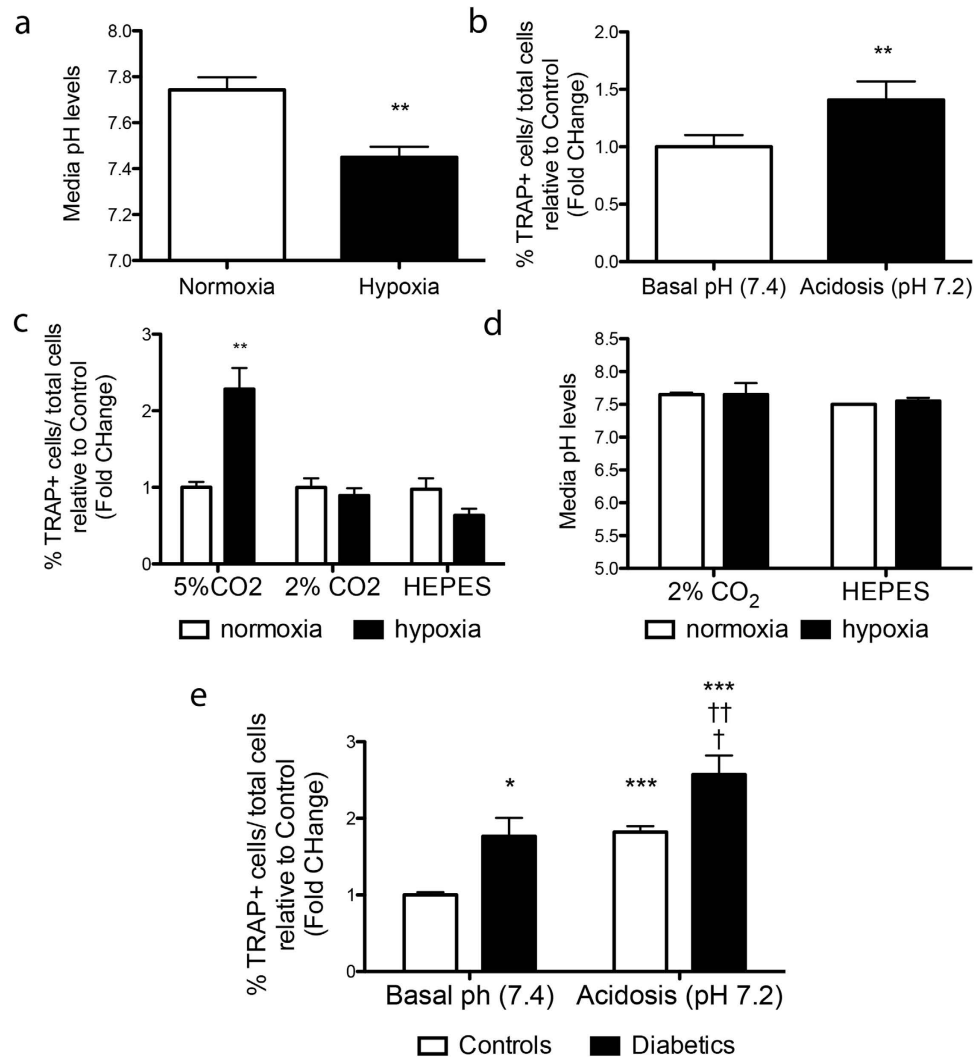 a
Media pH levels
8.0
7.8
7.6
7.4
7.2
7.0
**
Normoxia
Hypoxia
b
% TRAP+ cells/ total cells
relative to Control
(Fold CHange)
2.0
1.5
1.0
0.5
0.0
**
Basal pH (7.4)
Acidosis (pH 7.2)
c
% TRAP+ cells/ total cells
relative to Control
(Fold CHange)
3
2
1
0
**
5%CO2
2% CO2
HEPES
normoxia
hypoxia
d
Media pH levels
8.5
8.0
7.5
7.5
6.5
6.0
5.5
5.0
2% CO2
HEPES
normoxia
hypoxia
e
% TRAP+ cells/ total cells
relative to Control
(Fold CHange)
3
2
1
0
*
***
***
††
†
Basal ph (7.4)
Acidosis (pH 7.2)
Controls
Diabetics